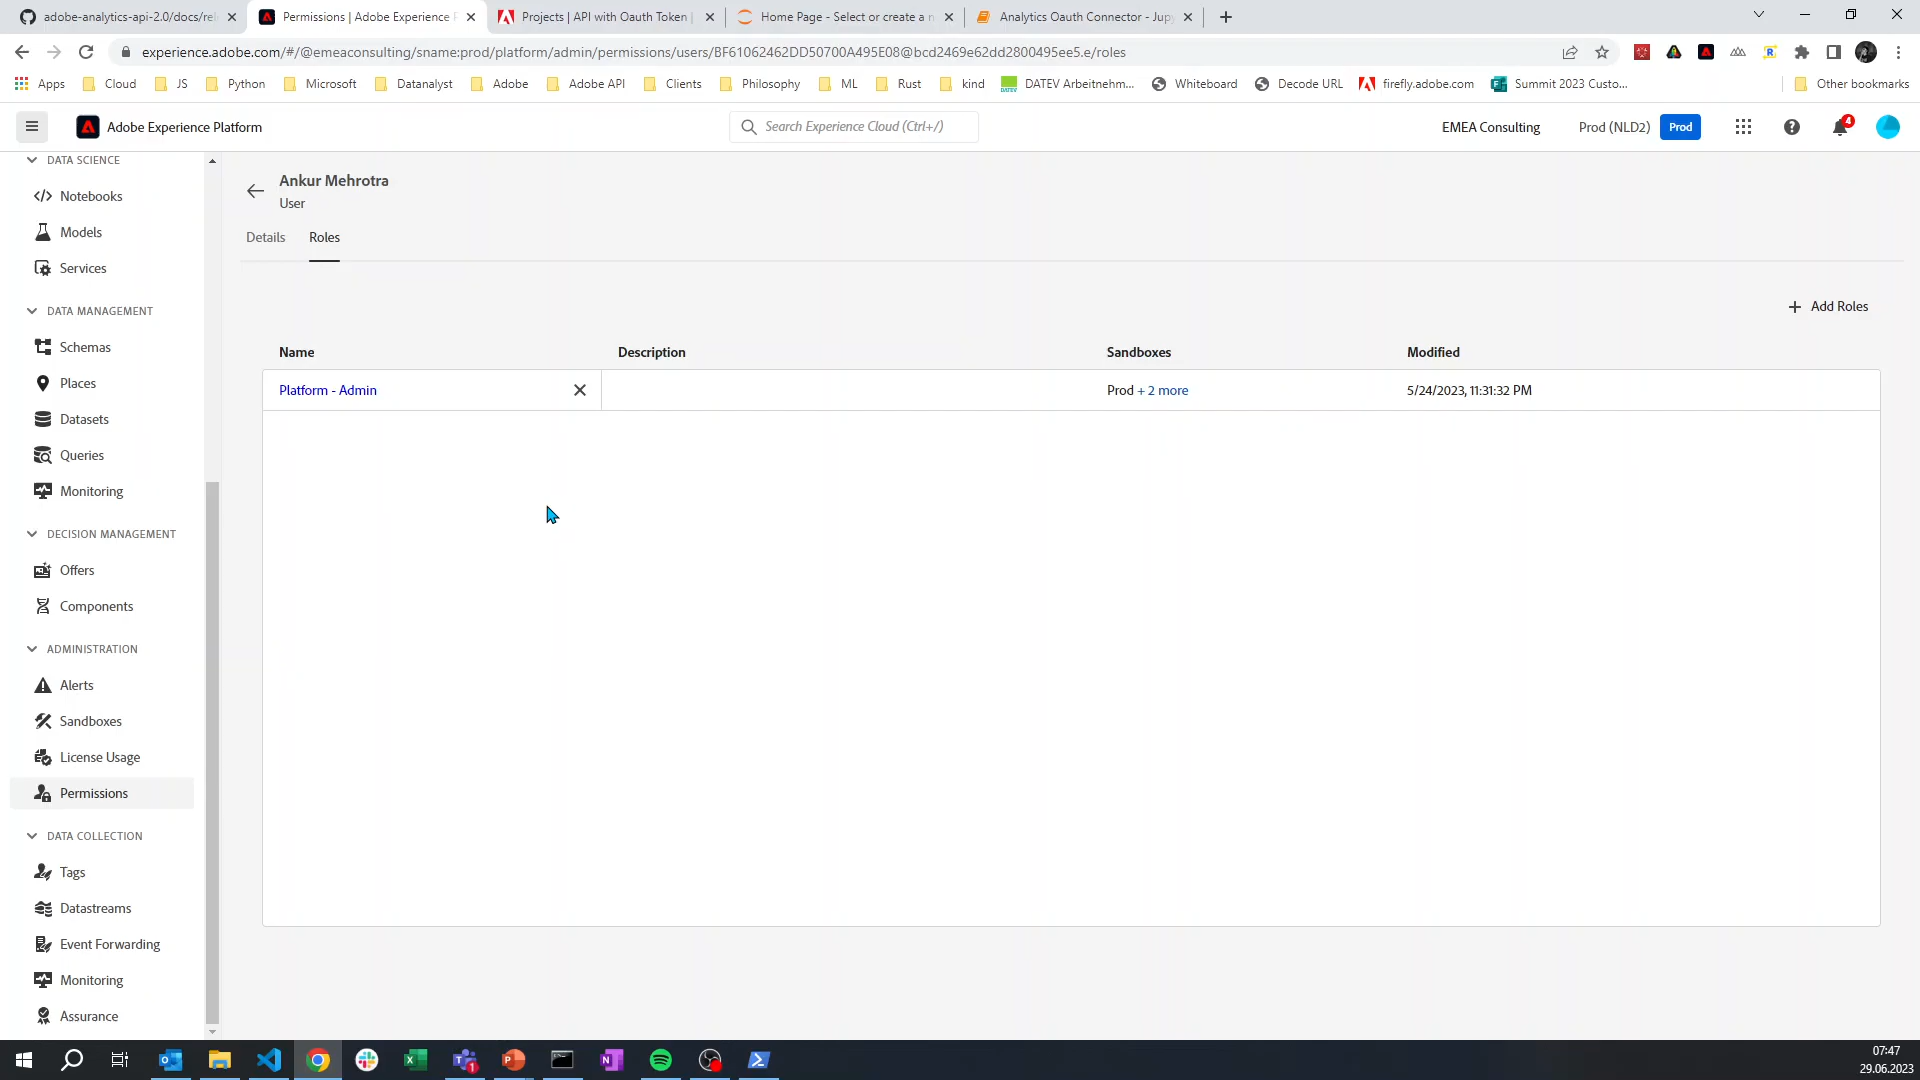 adobe-analytics-api-2.0/docs/rel
Permissions | Adobe Experience P
Projects | API with Oauth Token |
Home Page - Select or create a n
Analytics Oauth Connector - Jupy
experience.adobe.com/#/@emeaconsulting/sname:prod/platform/admin/permissions/users/BF61062462DD50700A495E08@bcd2469e62dd2800495ee5.e/roles
Apps
Cloud
JS
Python
Microsoft
Datanalyst
Adobe
Adobe API
Clients
Philosophy
ML
Rust
kind
DATEV Arbeitnehm...
Whiteboard
Decode URL
firefly.adobe.com
Summit 2023 Custo...
Other bookmarks
Adobe Experience Platform
Search Experience Cloud (Ctrl+/)
EMEA Consulting
Prod (NLD2)
Prod
4
DATA SCIENCE
Notebooks
Models
Services
DATA MANAGEMENT
Schemas
Places
Datasets
Queries
Monitoring
DECISION MANAGEMENT
Offers
Components
ADMINISTRATION
Alerts
Sandboxes
License Usage
Permissions
DATA COLLECTION
Tags
Datastreams
Event Forwarding
Monitoring
Assurance
Ankur Mehrotra
User
Details Roles
+ Add Roles
Name Description Sandboxes Modified
Platform - Admin Prod + 2 more 5/24/2023, 11:31:32 PM
07:47
29.06.2023